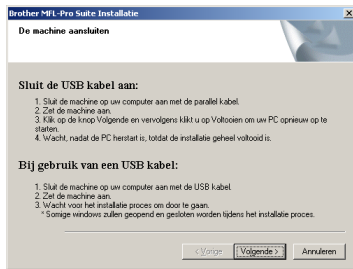 Brother MFL-Pro Suite Installatie
De machine aansluiten
Sluit de USB kabel aan:
1. Sluit de machine op uw computer aan met de parallel kabel.
2. Zet de machine aan.
3. Klik op de knop Volgende en vervolgens klikt u op Voltooien om uw PC opnieuw op te
starten.
4. Wacht, nadat de PC herstart is, totdat de installatie geheel voltooid is.
Bij gebruik van een USB kabel:
1. Sluit de machine op uw computer aan met de USB kabel.
2. Zet de machine aan.
3. Wacht voor het installatie proces om door te gaan.
* Somige windows zullen geopend en gesloten worden tijdens het installatie proces.
< Vorige Volgende > Annuleren